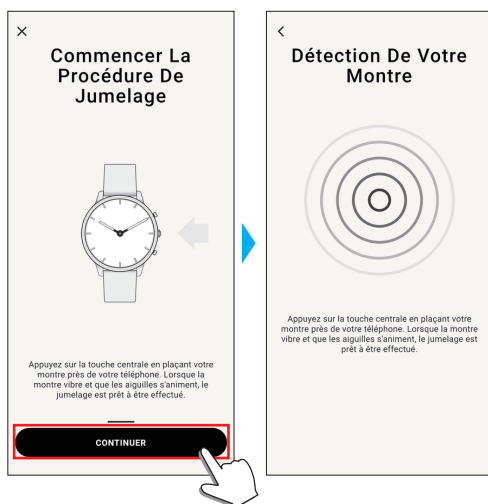 Commencer La
Procédure De
Jumelage
Appuyez sur la touche centrale en plaçant votre
montre près de votre téléphone. Lorsque la
montre vibre et que les aiguilles s'animent, le
jumelage est prêt à être effectué.
CONTINUER
Détection De Votre
Montre
Appuyez sur la touche centrale en plaçant votre
montre près de votre téléphone. Lorsque la montre
vibre et que les aiguilles s'animent, le jumelage est
prêt à être effectué.